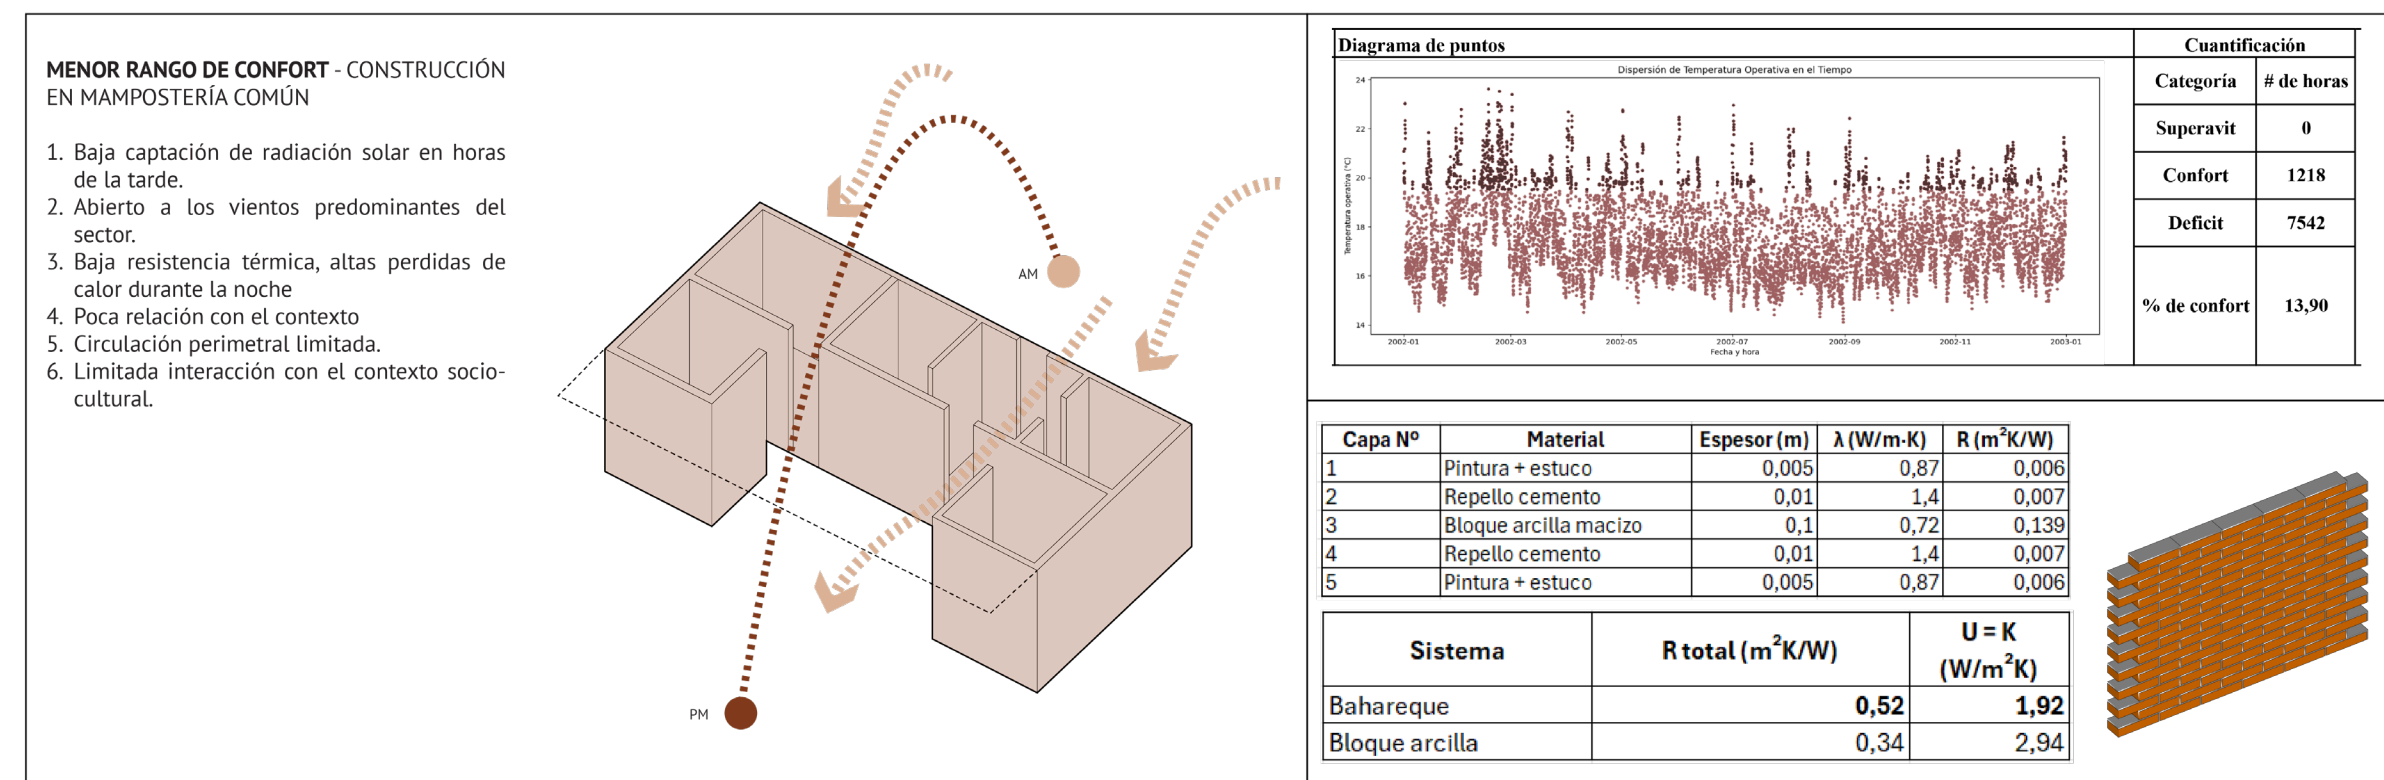 MENOR RANGO DE CONFORT - CONSTRUCCIÓN
EN MAMPOSTERÍA COMÚN
1. Baja captación de radiación solar en horas
de la tarde.
2. Abierto a los vientos predominantes del
sector.
3. Baja resistencia térmica, altas perdidas de
calor durante la noche
4. Poca relación con el contexto
5. Circulación perimetral limitada.
6. Limitada interacción con el contexto socio-
cultural.
AM
PM
Diagrama de puntos
Dispersión de Temperatura Operativa en el Tiempo
Temperatura operativa (°C)
24
22
20
18
16
14
2002-01 2002-03 2002-05 2002-07 2002-09 2002-11 2003-01
Fecha y hora
Cuantificación
Categoría # de horas
Superavit 0
Confort 1218
Deficit 7542
% de confort 13,90
Capa Nº Material Espesor (m) λ (W/m·K) R (m²K/W)
1 Pintura + estuco 0,005 0,87 0,006
2 Repello cemento 0,01 1,4 0,007
3 Bloque arcilla macizo 0,1 0,72 0,139
4 Repello cemento 0,01 1,4 0,007
5 Pintura + estuco 0,005 0,87 0,006
Sistema R total (m²K/W) U = K (W/m²K)
Bahareque 0,52 1,92
Bloque arcilla 0,34 2,94